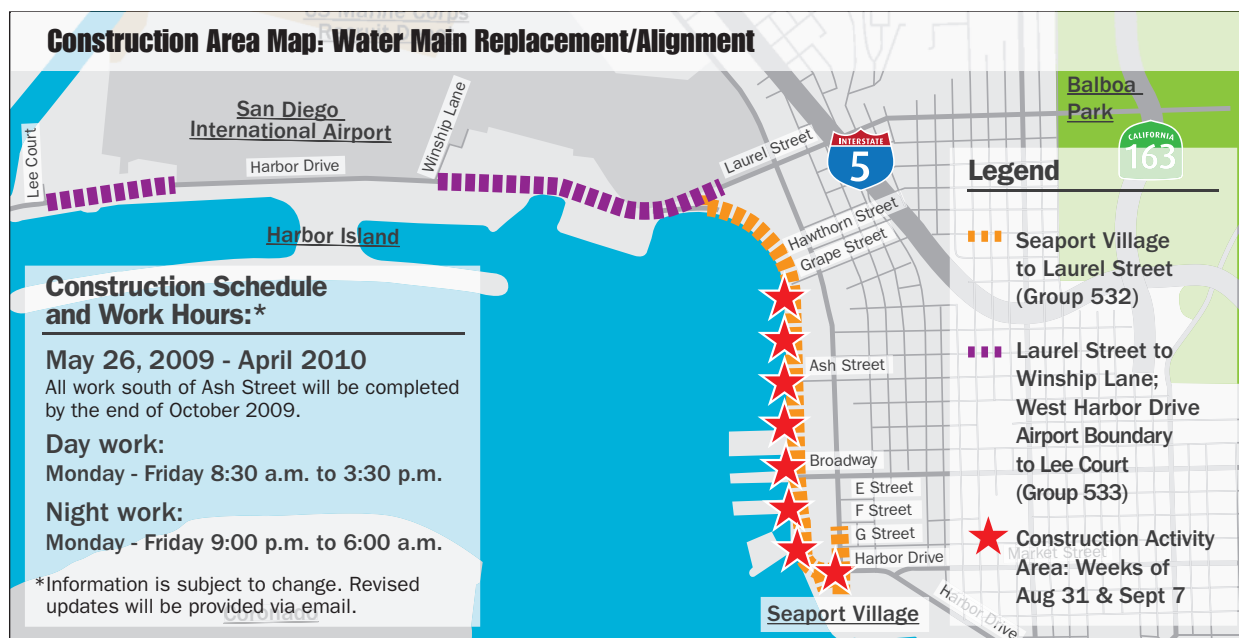 US Marine Corps
Recruit Depot
Construction Area Map: Water Main Replacement/Alignment
San Diego
International Airport
Lee Court
Harbor Drive
Winship Lane
Laurel Street
INTERSTATE
5
Balboa
Park
CALIFORNIA
163
Harbor Island
Hawthorn Street
Grape Street
Ash Street
Broadway
E Street
F Street
G Street
Harbor Drive
Market Street
Harbor Drive
Seaport Village
Coronado
Construction Schedule
and Work Hours:*
May 26, 2009 - April 2010
All work south of Ash Street will be completed
by the end of October 2009.
Day work:
Monday - Friday 8:30 a.m. to 3:30 p.m.
Night work:
Monday - Friday 9:00 p.m. to 6:00 a.m.
*Information is subject to change. Revised
updates will be provided via email.
Legend
Seaport Village
to Laurel Street
(Group 532)
Laurel Street to
Winship Lane;
West Harbor Drive
Airport Boundary
to Lee Court
(Group 533)
Construction Activity
Area: Weeks of
Aug 31 & Sept 7